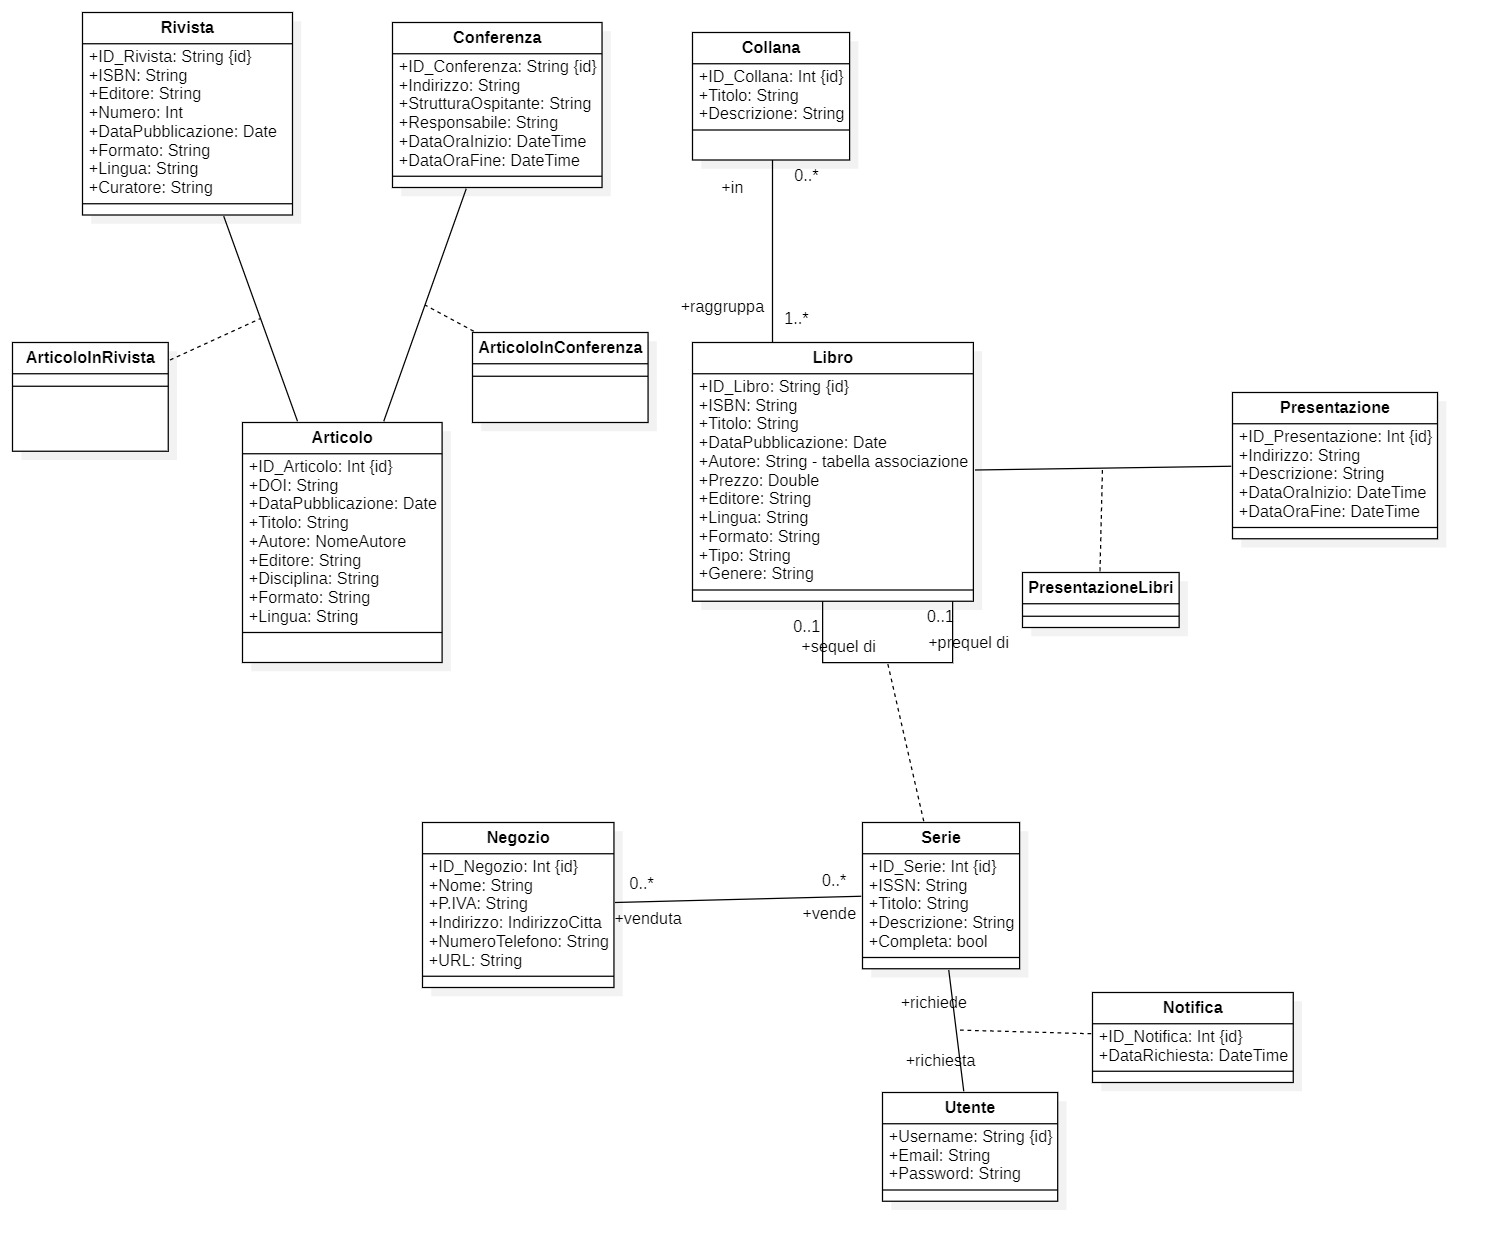 Rivista
+ID_Rivista: String {id}
+ISBN: String
+Editore: String
+Numero: Int
+DataPubblicazione: Date
+Formato: String
+Lingua: String
+Curatore: String
Conferenza
+ID_Conferenza: String {id}
+Indirizzo: String
+StrutturaOspitante: String
+Responsabile: String
+DataOraInizio: DateTime
+DataOraFine: DateTime
Collana
+ID_Collana: Int {id}
+Titolo: String
+Descrizione: String
+in
0..*
+raggruppa
1..*
ArticoloInRivista
ArticoloInConferenza
Articolo
+ID_Articolo: Int {id}
+DOI: String
+DataPubblicazione: Date
+Titolo: String
+Autore: NomeAutore
+Editore: String
+Disciplina: String
+Formato: String
+Lingua: String
Libro
+ID_Libro: String {id}
+ISBN: String
+Titolo: String
+DataPubblicazione: Date
+Autore: String - tabella associazione
+Prezzo: Double
+Editore: String
+Lingua: String
+Formato: String
+Tipo: String
+Genere: String
Presentazione
+ID_Presentazione: Int {id}
+Indirizzo: String
+Descrizione: String
+DataOraInizio: DateTime
+DataOraFine: DateTime
PresentazioneLibri
0..1
+sequel di
0..1
+prequel di
Negozio
+ID_Negozio: Int {id}
+Nome: String
+P.IVA: String
+Indirizzo: IndirizzoCitta
+NumeroTelefono: String
+URL: String
0..*
+venduta
0..*
+vende
Serie
+ID_Serie: Int {id}
+ISSN: String
+Titolo: String
+Descrizione: String
+Completa: bool
+richiede
+richiesta
Notifica
+ID_Notifica: Int {id}
+DataRichiesta: DateTime
Utente
+Username: String {id}
+Email: String
+Password: String